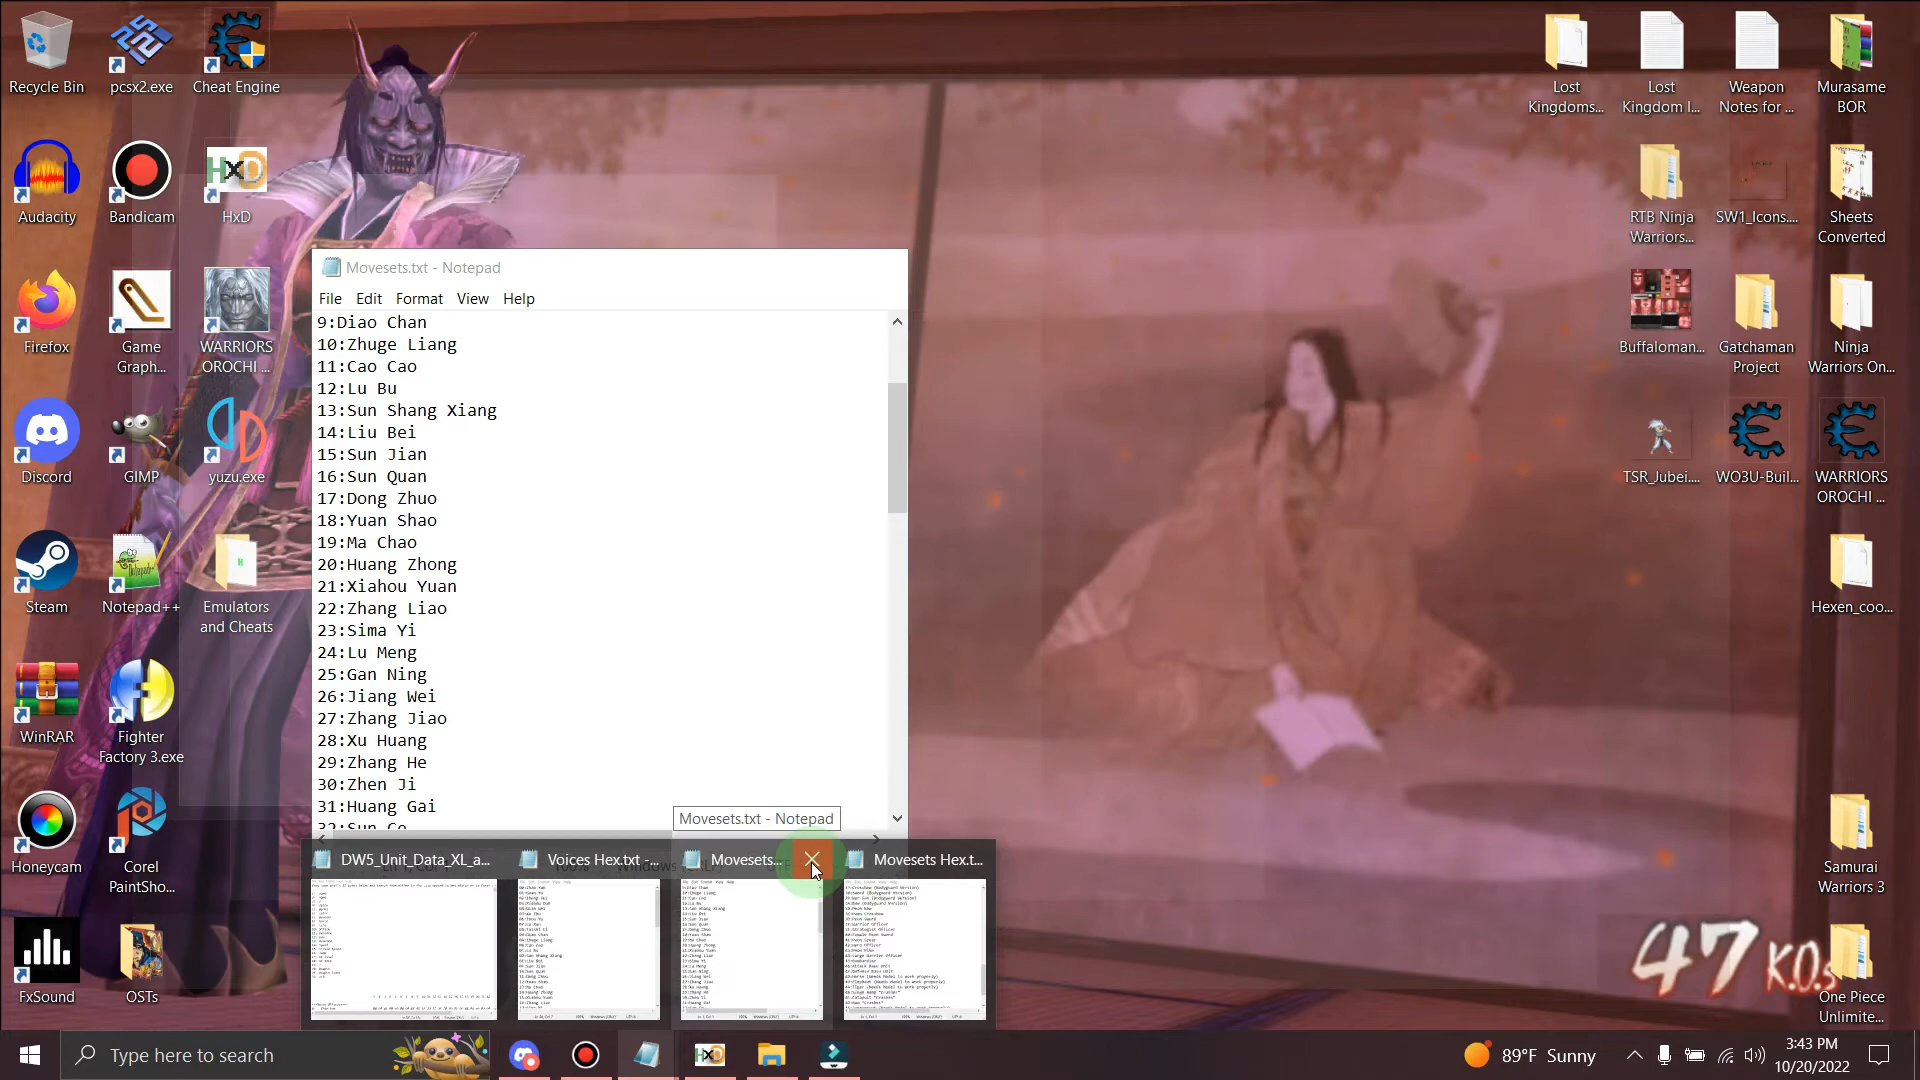 Recycle Bin
pcsx2.exe
Cheat Engine
Audacity
Bandicam
HxD
HxD
Firefox
Game
Graph...
WARRIORS
OROCHI ...
Discord
GIMP
yuzu.exe
Steam
Notepad++
Emulators
and Cheats
WinRAR
Fighter
Factory 3.exe
Honeycam
Corel
PaintSho...
FxSound
OSTs
Lost
Kingdoms...
Lost
Kingdom I...
Weapon
Notes for ...
Murasame
BOR
RTB Ninja
Warriors...
SW1_Icons....
Sheets
Converted
Buffaloman...
Gatchaman
Project
Ninja
Warriors On...
TSR_Jubei....
WO3U-Buil...
WARRIORS
OROCHI ...
Hexen_coo...
Samurai
Warriors 3
One Piece
Unlimite...
47 K.O.s
Movesets.txt - Notepad
File Edit Format View Help
9:Diao Chan
10:Zhuge Liang
11:Cao Cao
12:Lu Bu
13:Sun Shang Xiang
14:Liu Bei
15:Sun Jian
16:Sun Quan
17:Dong Zhuo
18:Yuan Shao
19:Ma Chao
20:Huang Zhong
21:Xiahou Yuan
22:Zhang Liao
23:Sima Yi
24:Lu Meng
25:Gan Ning
26:Jiang Wei
27:Zhang Jiao
28:Xu Huang
29:Zhang He
30:Zhen Ji
31:Huang Gai
32:Sun Ce
Movesets.txt - Notepad
DW5_Unit_Data_XL_a...
Voices Hex.txt -...
Movesets...
Movesets Hex.t...
Type here to search
HxD
89°F Sunny
3:43 PM
10/20/2022